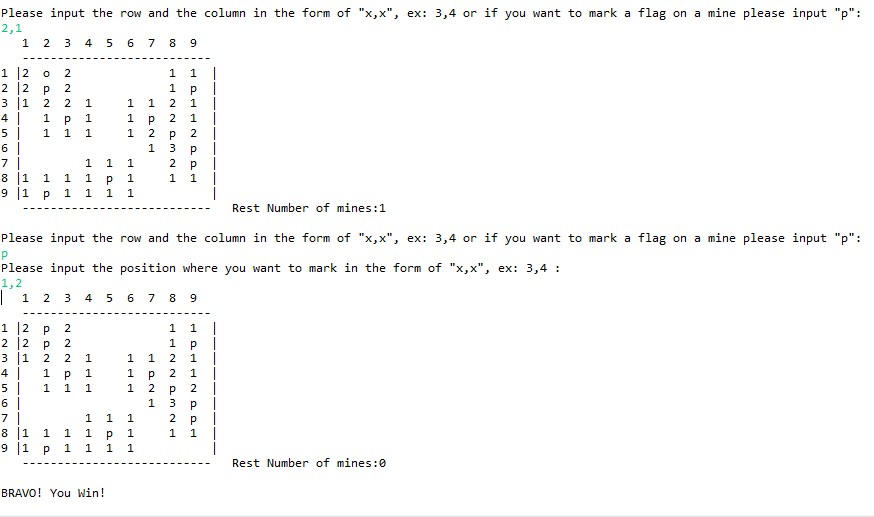 Please input the row and the column in the form of "x,x", ex: 3,4 or if you want to mark a flag on a mine please input "p":
2,1
   1  2  3  4  5  6  7  8  9
   ---------------------------
1 |2  o  2              1  1  |
2 |2  p  2              1  p  |
3 |1  2  2  1     1  1  2  1  |
4 |   1  p  1     1  p  2  1  |
5 |   1  1  1     1  2  p  2  |
6 |                  1  3  p  |
7 |         1  1  1     2  p  |
8 |1  1  1  1  p  1     1  1  |
9 |1  p  1  1  1  1           |
   ---------------------------   Rest Number of mines:1
Please input the row and the column in the form of "x,x", ex: 3,4 or if you want to mark a flag on a mine please input "p":
p
Please input the position where you want to mark in the form of "x,x", ex: 3,4 :
1,2
   1  2  3  4  5  6  7  8  9
   ---------------------------
1 |2  p  2              1  1  |
2 |2  p  2              1  p  |
3 |1  2  2  1     1  1  2  1  |
4 |   1  p  1     1  p  2  1  |
5 |   1  1  1     1  2  p  2  |
6 |                  1  3  p  |
7 |         1  1  1     2  p  |
8 |1  1  1  1  p  1     1  1  |
9 |1  p  1  1  1  1           |
   ---------------------------   Rest Number of mines:0
BRAVO! You Win!